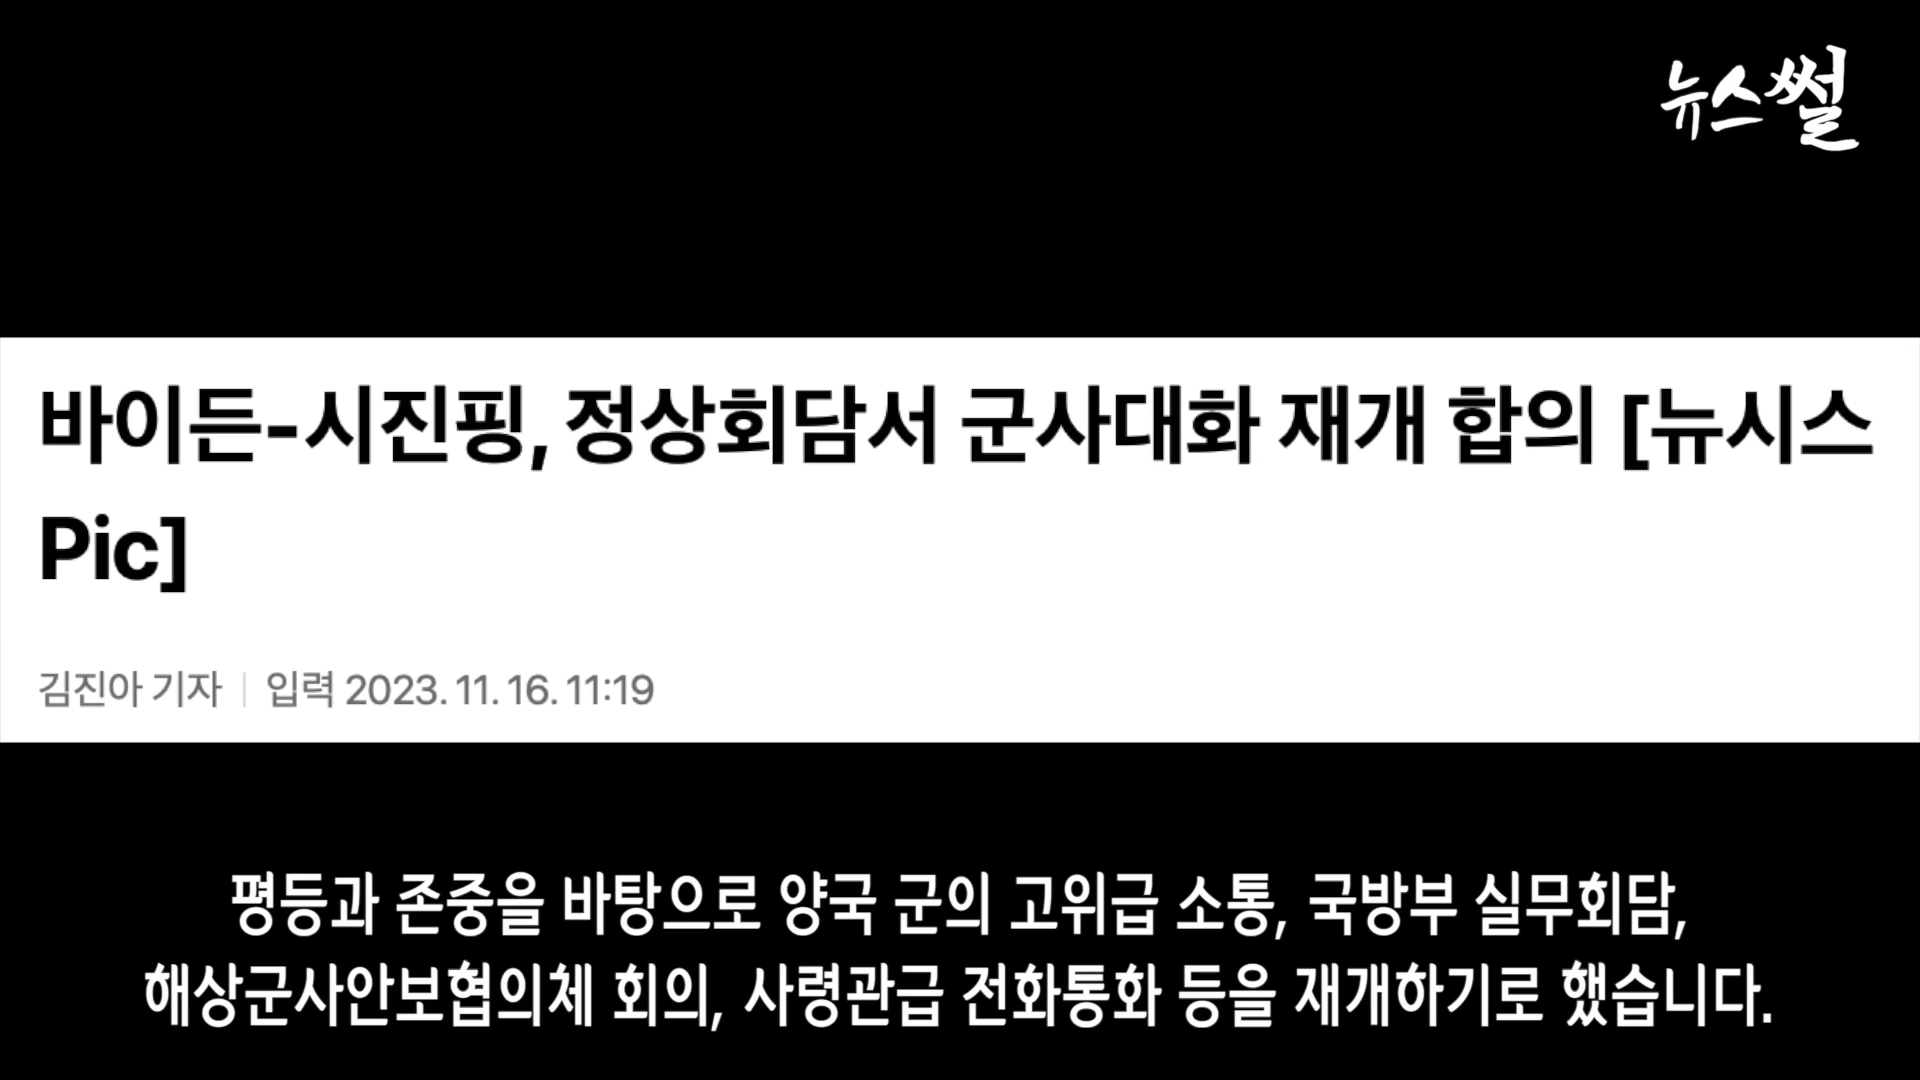 뉴스썰
바이든-시진핑, 정상회담서 군사대화 재개 합의 [뉴시스
Pic]
김진아 기자 | 입력 2023. 11. 16. 11:19
평등과 존중을 바탕으로 양국 군의 고위급 소통, 국방부 실무회담,
해상군사안보협의체 회의, 사령관급 전화통화 등을 재개하기로 했습니다.